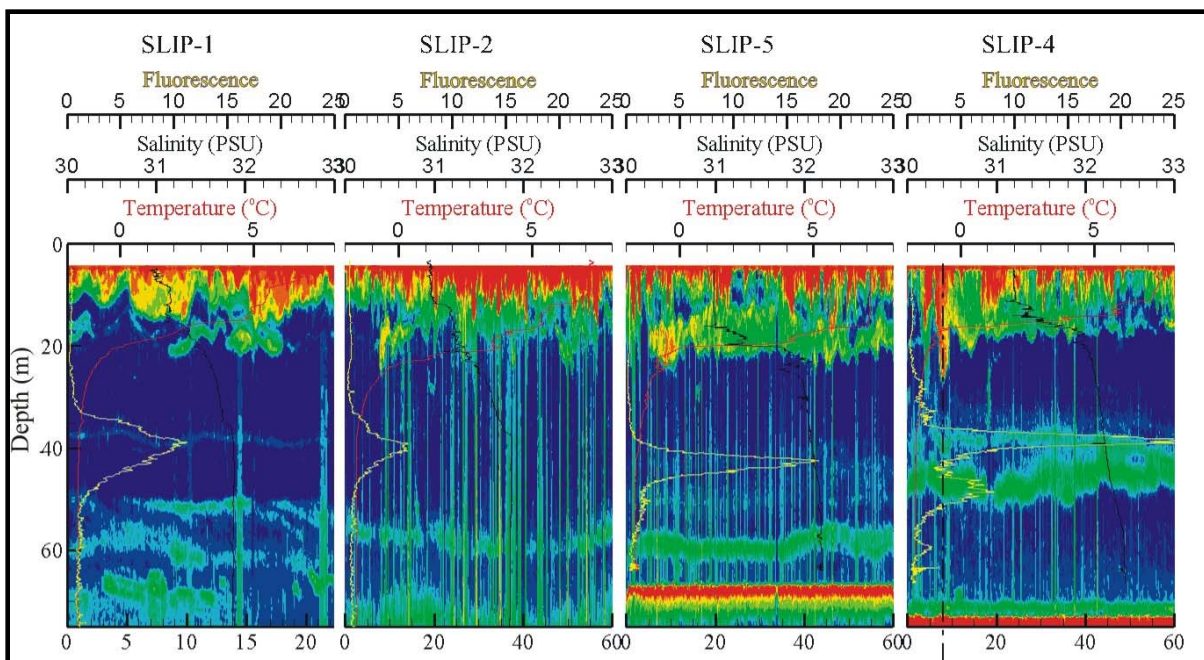 SLIP-1 SLIP-2 SLIP-5 SLIP-4
Fluorescence Fluorescence Fluorescence Fluorescence
0 5 10 15 20 25 0 5 10 15 20 25 0 5 10 15 20 25 0 5 10 15 20 25
Salinity (PSU) Salinity (PSU) Salinity (PSU) Salinity (PSU)
30 31 32 33 30 31 32 33 30 31 32 33 30 31 32 33
Temperature (°C) Temperature (°C) Temperature (°C) Temperature (°C)
0 5 0 5 0 5 0 5
0
20
40
60
Depth (m)
0 5 10 15 20 0 20 40 60 20 40 60 20 40 60